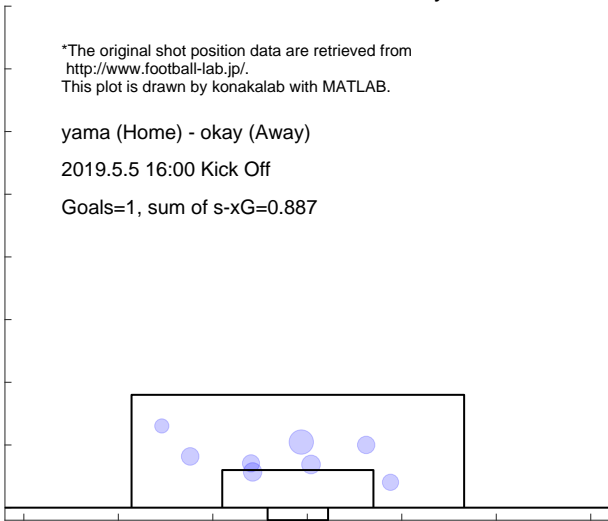 *The original shot position data are retrieved from
http://www.football-lab.jp/.
This plot is drawn by konakalab with MATLAB.
yama (Home) - okay (Away)
2019.5.5 16:00 Kick Off
Goals=1, sum of s-xG=0.887